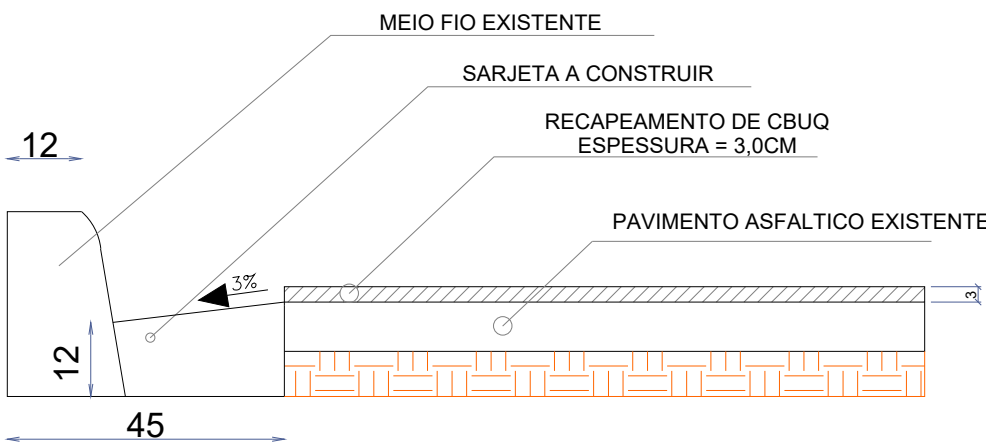 MEIO FIO EXISTENTE
SARJETA A CONSTRUIR
RECAPEAMENTO DE CBUQ
ESPESSURA = 3,0CM
12
PAVIMENTO ASFALTICO EXISTENTE
3%
3
12
45